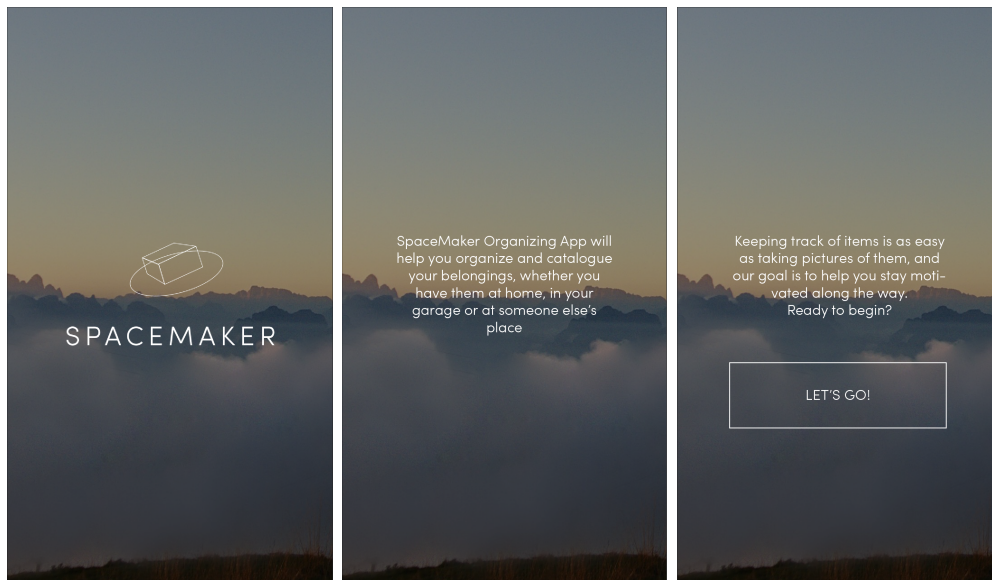 SPACEMAKER
SpaceMaker Organizing App will
help you organize and catalogue
your belongings, whether you
have them at home, in your
garage or at someone else's
place
Keeping track of items is as easy
as taking pictures of them, and
our goal is to help you stay moti-
vated along the way.
Ready to begin?
LET'S GO!